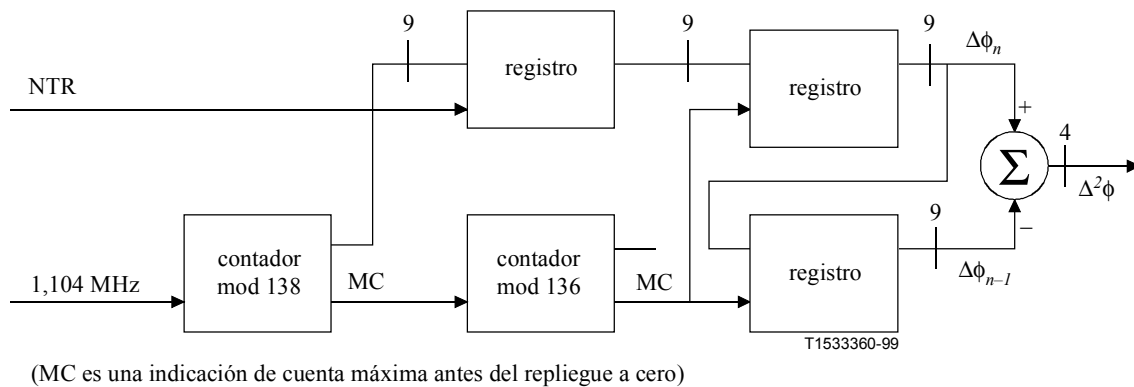 9
9
9
Δϕn
NTR
registro
registro
+
4
Σ
Δ²ϕ
−
9
1,104 MHz
contador
mod 138
MC
contador
mod 136
MC
registro
Δϕn–1
T1533360-99
(MC es una indicación de cuenta máxima antes del repliegue a cero)